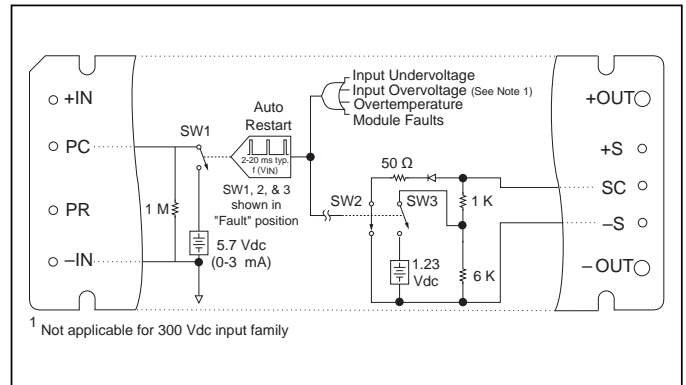 +IN
PC
PR
–IN
SW1
1 M
5.7 Vdc
(0-3 mA)
Auto
Restart
2-20 ms typ.
f (VIN)
SW1, 2, & 3
shown in
"Fault" position
Input Undervoltage
Input Overvoltage (See Note 1)
Overtemperature
Module Faults
50 Ω
SW2
SW3
1 K
1.23
Vdc
6 K
+OUT
+S
SC
–S
–OUT
1 Not applicable for 300 Vdc input family